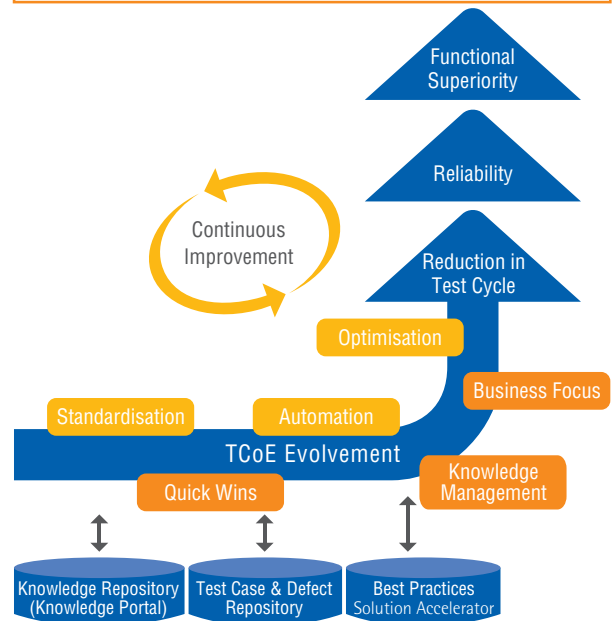 Functional
Superiority
Reliability
Continuous
Improvement
Reduction in
Test Cycle
Optimisation
Business Focus
Standardisation
Automation
TCoE Evolvement
Knowledge
Management
Quick Wins
Knowledge Repository
(Knowledge Portal)
Test Case & Defect
Repository
Best Practices
Solution Accelerator